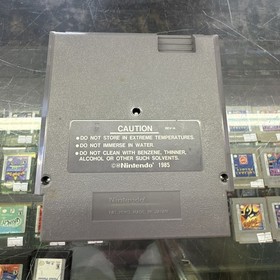 CAUTION
● DO NOT STORE IN EXTREME TEMPERATURES.
● DO NOT IMMERSE IN WATER.
● DO NOT CLEAN WITH BENZENE, THINNER,
ALCOHOL OR OTHER SUCH SOLVENTS.
©®Nintendo® 1985